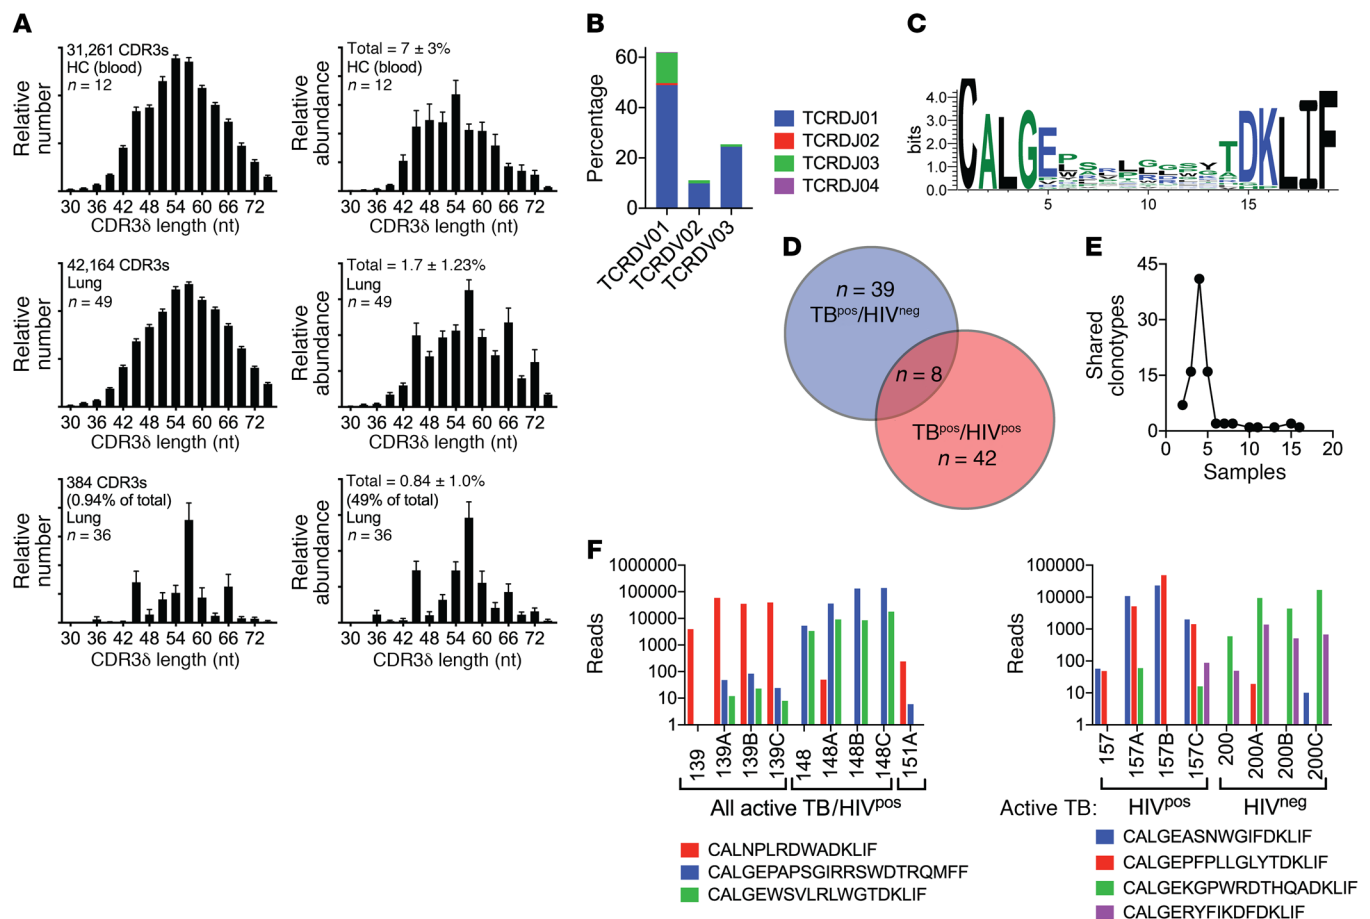 A
31,261 CDR3s
HC (blood)
n = 12
Relative number
30 36 42 48 54 60 66 72
CDR3δ length (nt)
Total = 7 ± 3%
HC (blood)
n = 12
Relative abundance
30 36 42 48 54 60 66 72
CDR3δ length (nt)
42,164 CDR3s
Lung
n = 49
Relative number
30 36 42 48 54 60 66 72
CDR3δ length (nt)
Total = 1.7 ± 1.23%
Lung
n = 49
Relative abundance
30 36 42 48 54 60 66 72
CDR3δ length (nt)
384 CDR3s
(0.94% of total)
Lung
n = 36
Relative number
30 36 42 48 54 60 66 72
CDR3δ length (nt)
Total = 0.84 ± 1.0%
(49% of total)
Lung
n = 36
Relative abundance
30 36 42 48 54 60 66 72
CDR3δ length (nt)
B
Percentage
60
40
20
0
TCRDV01
TCRDV02
TCRDV03
TCRDJ01
TCRDJ02
TCRDJ03
TCRDJ04
C
bits
4.0
3.0
2.0
1.0
0.0
CALGE
TDKLIF
5 10 15
D
n = 39
TBpos/HIVneg
n = 8
TBpos/HIVpos
n = 42
E
Shared clonotypes
45
30
15
0
0 5 10 15 20
Samples
F
Reads
1000000
100000
10000
1000
100
10
1
139 139A 139B 139C 148 148A 148B 148C 151A
All active TB/HIVpos
CALNPLRDWADKLIF
CALGEPAPSGIRRSWDTRQMFF
CALGEWSVLRLWGTDKLIF
Reads
1000000
100000
10000
1000
100
10
1
157 157A 157B 157C 200 200A 200B 200C
Active TB: HIVpos HIVneg
CALGEASNWGIFDKLIF
CALGEPFPLLGLYTDKLIF
CALGEKGPWRDTHQADKLIF
CALGERYFIKDFDKLIF